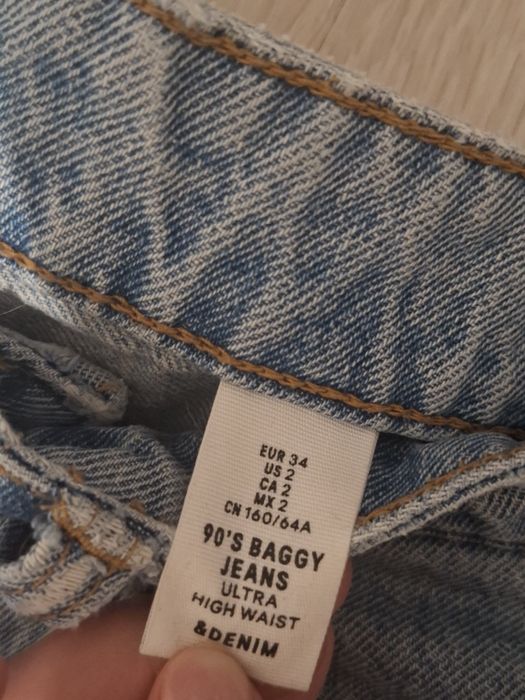 EUR 34
US 2
CA 2
MX 2
CN 160/64A
90'S BAGGY
JEANS
ULTRA
HIGH WAIST
&DENIM